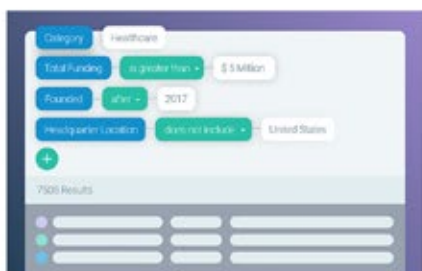 Category Healthcare
Total Funding is greater than $ 5 Million
Founded after 2017
Headquarter Location does not include United States
+
7505 Results